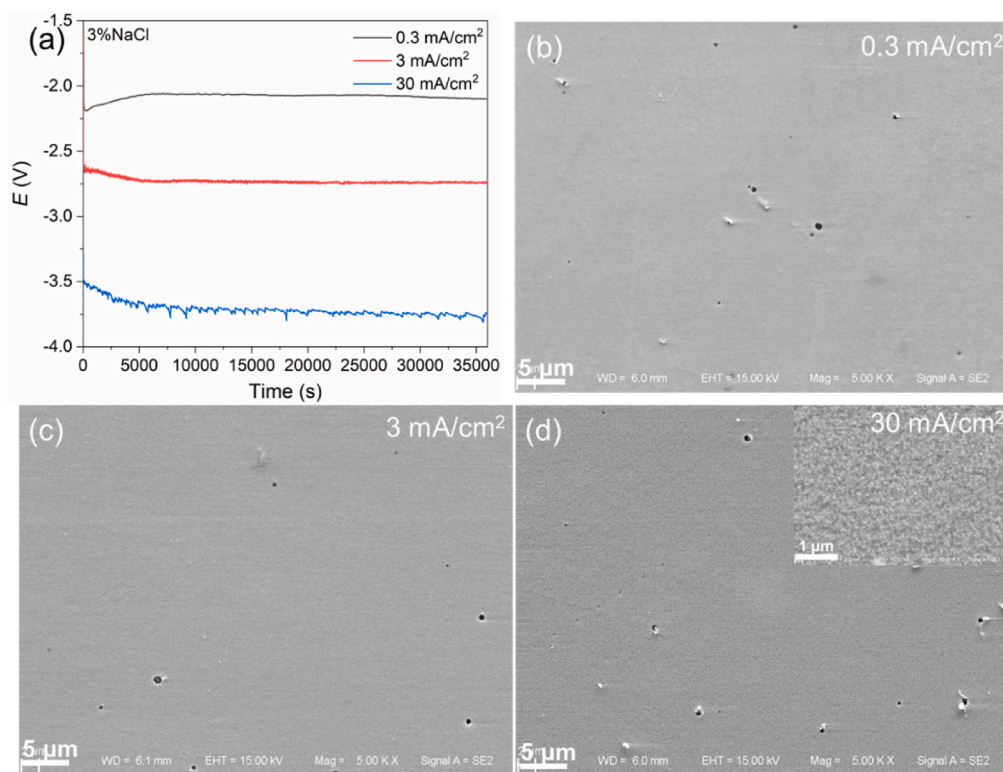 (a)
3%NaCl
0.3 mA/cm²
3 mA/cm²
30 mA/cm²
E (V)
-1.5
-2.0
-2.5
-3.0
-3.5
-4.0
0 5000 10000 15000 20000 25000 30000 35000
Time (s)
(b)
0.3 mA/cm²
5 μm
WD = 6.0 mm EHT = 15.00 kV Mag = 5.00 K X Signal A = SE2
(c)
3 mA/cm²
5 μm
WD = 6.1 mm EHT = 15.00 kV Mag = 5.00 K X Signal A = SE2
(d)
30 mA/cm²
1 μm
5 μm
WD = 6.0 mm EHT = 15.00 kV Mag = 5.00 K X Signal A = SE2